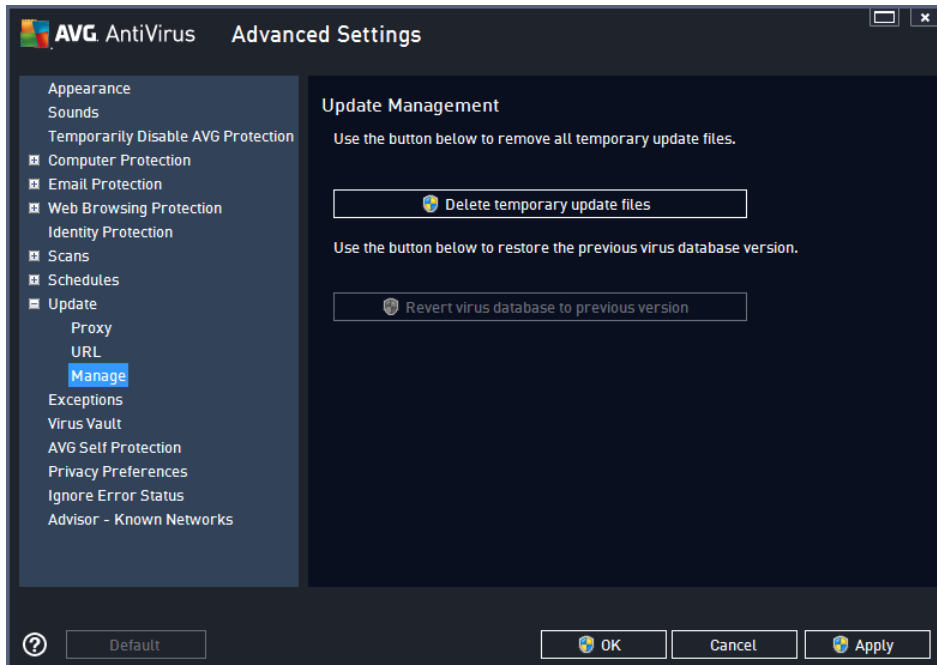 AVG. AntiVirus Advanced Settings
Appearance
Sounds
Temporarily Disable AVG Protection
Computer Protection
Email Protection
Web Browsing Protection
Identity Protection
Scans
Schedules
Update
Proxy
URL
Manage
Exceptions
Virus Vault
AVG Self Protection
Privacy Preferences
Ignore Error Status
Advisor - Known Networks
Update Management
Use the button below to remove all temporary update files.
Delete temporary update files
Use the button below to restore the previous virus database version.
Revert virus database to previous version
? Default OK Cancel Apply